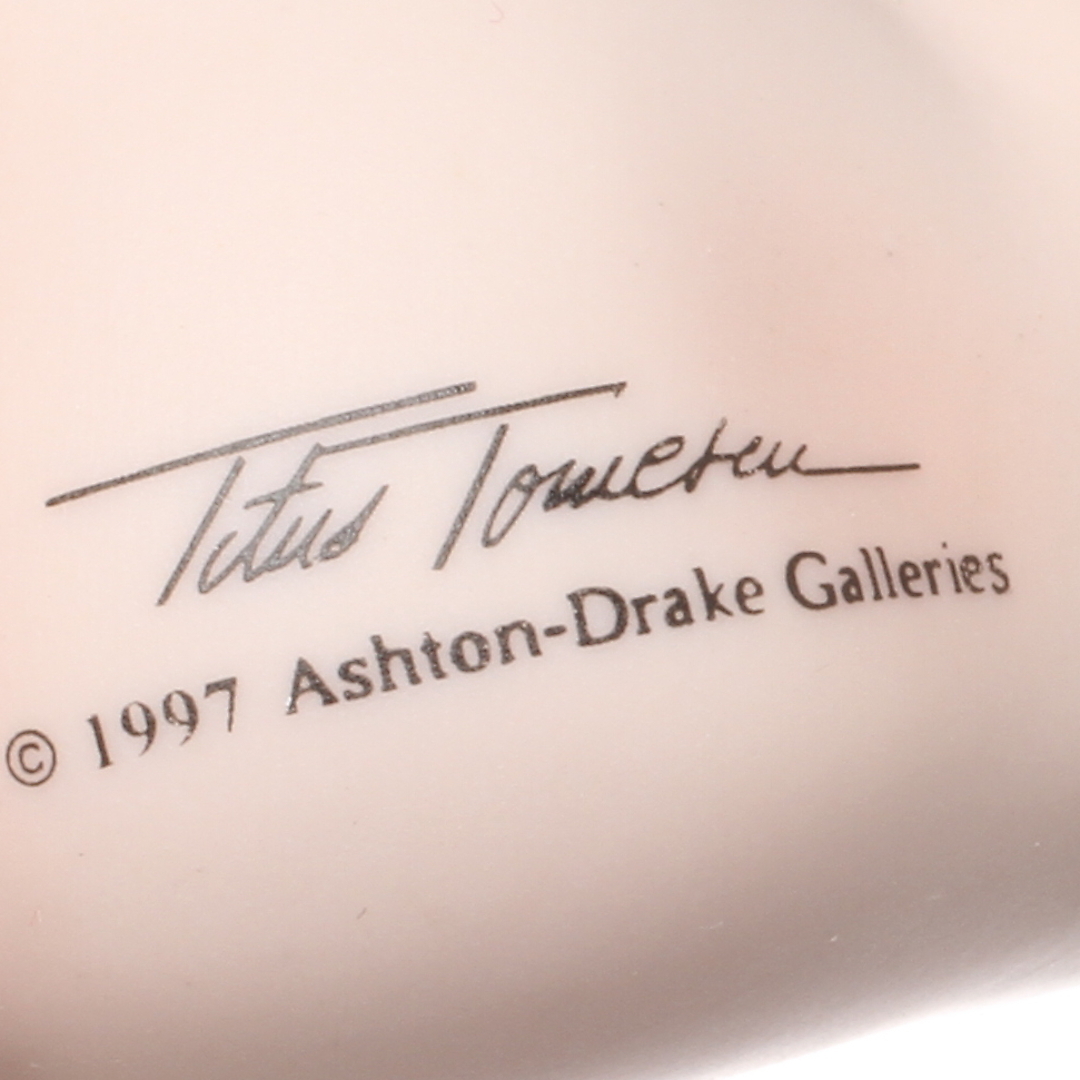 Titus Tomescu
© 1997 Ashton-Drake Galleries